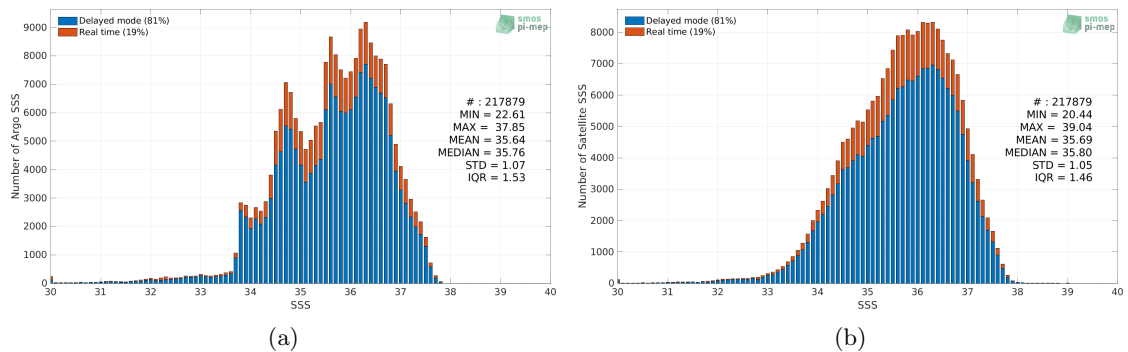 Delayed mode (81%)
Real time (19%)
smos
pi-mep
9000
8000
7000
6000
5000
4000
3000
2000
1000
0
Number of Argo SSS
# : 217879
MIN = 22.61
MAX = 37.85
MEAN = 35.64
MEDIAN = 35.76
STD = 1.07
IQR = 1.53
30 31 32 33 34 35 36 37 38 39 40
SSS
(a)
Delayed mode (81%)
Real time (19%)
smos
pi-mep
8000
7000
6000
5000
4000
3000
2000
1000
0
Number of Satellite SSS
# : 217879
MIN = 20.44
MAX = 39.04
MEAN = 35.69
MEDIAN = 35.80
STD = 1.05
IQR = 1.46
30 31 32 33 34 35 36 37 38 39 40
SSS
(b)